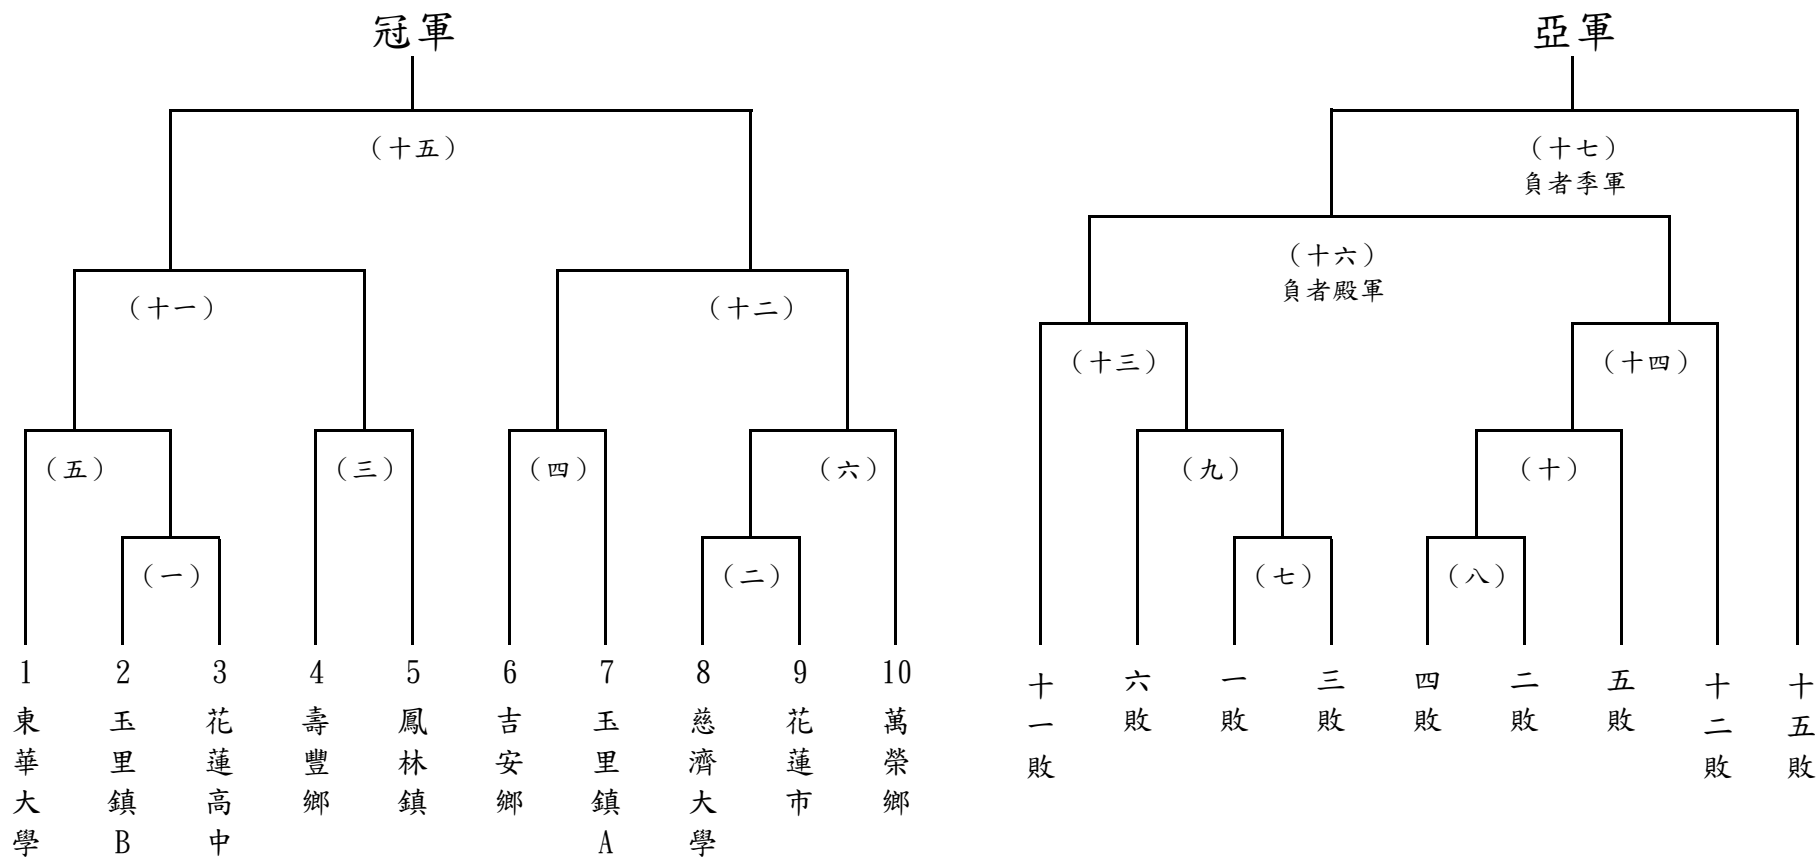 冠軍
亞軍
（十五）
（十七）
負者季軍
（十六）
負者殿軍
（十一）
（十二）
（十三）
（十四）
（五）
（三）
（四）
（六）
（九）
（十）
（一）
（二）
（七）
（八）
1 東華大學
2 玉里鎮B
3 花蓮高中
4 壽豐鄉
5 鳳林鎮
6 吉安鄉
7 玉里鎮A
8 慈濟大學
9 花蓮市
10 萬榮鄉
十一敗
六敗
一敗
三敗
四敗
二敗
五敗
十二敗
十五敗